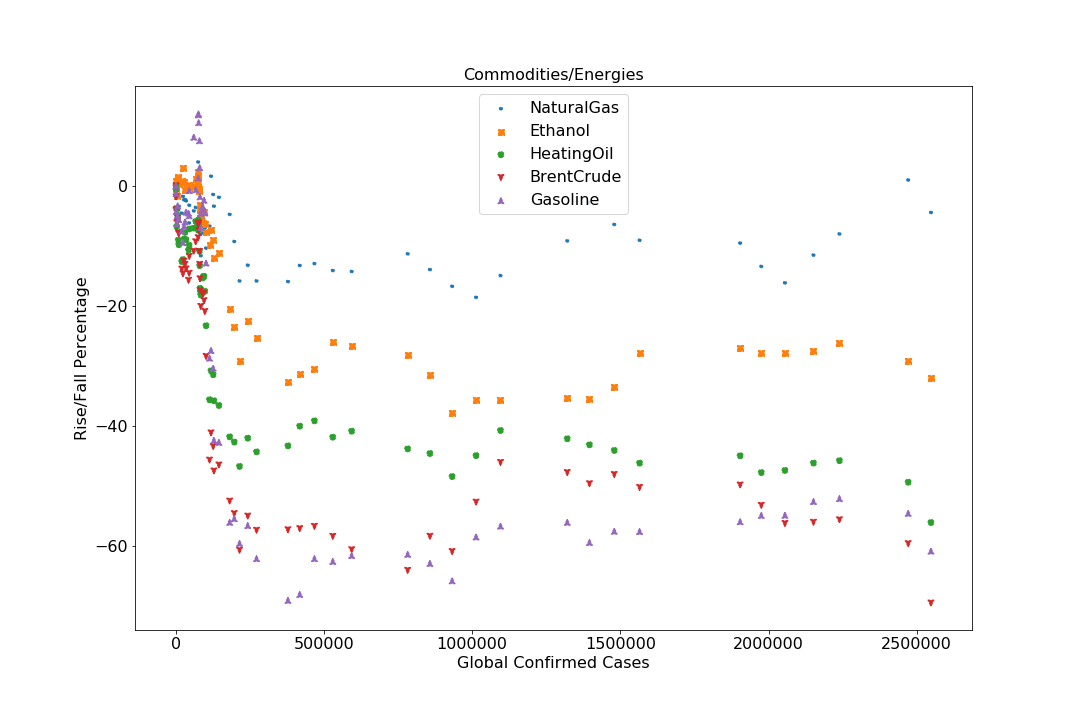 Commodities/Energies
NaturalGas
Ethanol
HeatingOil
BrentCrude
Gasoline
Rise/Fall Percentage
0
−20
−40
−60
0 500000 1000000 1500000 2000000 2500000
Global Confirmed Cases